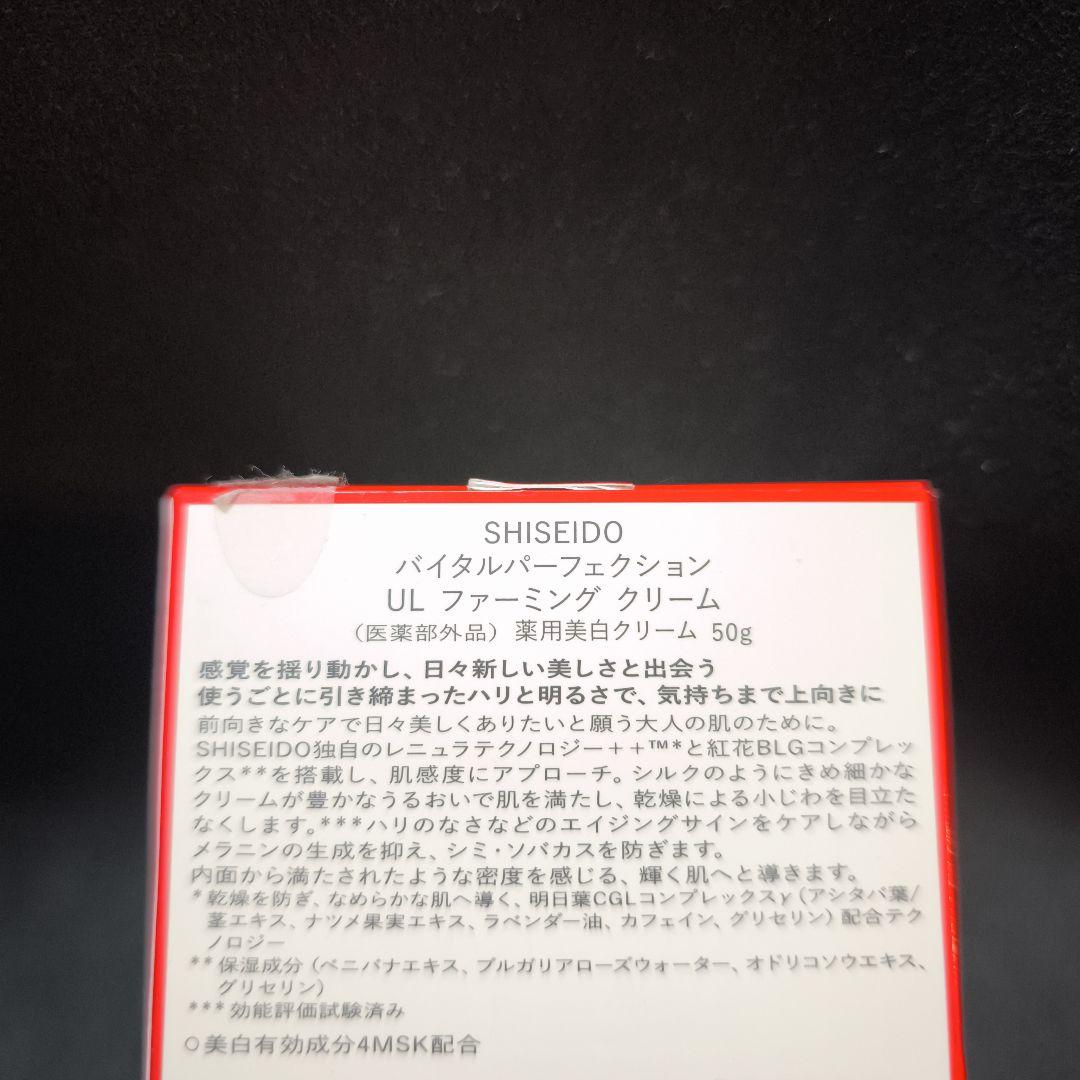 SHISEIDO
バイタルパーフェクション
UL ファーミング クリーム
(医薬部外品) 薬用美白クリーム 50g
感覚を揺り動かし、日々新しい美しさと出会う
使うごとに引き締まったハリと明るさで、気持ちまで上向きに
前向きなケアで日々美しくありたいと願う大人の肌のために。
SHISEIDO独自のレニュラテクノロジー++™*と紅花BLGコンプレッ
クス**を搭載し、肌感度にアプローチ。シルクのようにきめ細かな
クリームが豊かなうるおいで肌を満たし、乾燥による小じわを目立た
なくします。***ハリのなさなどのエイジングサインをケアしながら
メラニンの生成を抑え、シミ・ソバカスを防ぎます。
内面から満たされたような密度を感じる、輝く肌へと導きます。
* 乾燥を防ぎ、なめらかな肌へ導く、明日葉CGLコンプレックスγ(アシタバ葉/
茎エキス、ナツメ果実エキス、ラベンダー油、カフェイン、グリセリン)配合テク
ノロジー
** 保湿成分(ベニバナエキス、ブルガリアローズウォーター、オドリコソウエキス、
グリセリン)
*** 効能評価試験済み
○美白有効成分4MSK配合